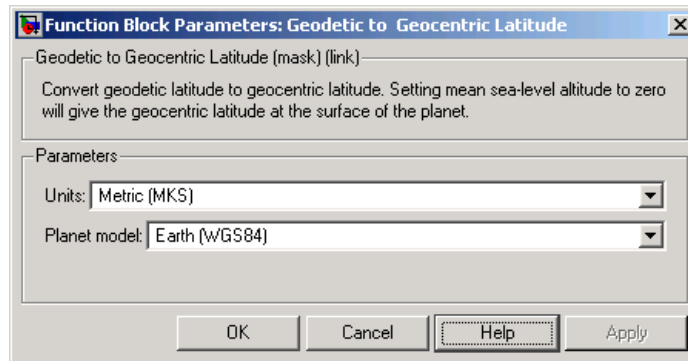 Function Block Parameters: Geodetic to Geocentric Latitude
Geodetic to Geocentric Latitude (mask) (link)
Convert geodetic latitude to geocentric latitude. Setting mean sea-level altitude to zero
will give the geocentric latitude at the surface of the planet.
Parameters
Units: Metric (MKS)
Planet model: Earth (WGS84)
OK Cancel Help Apply